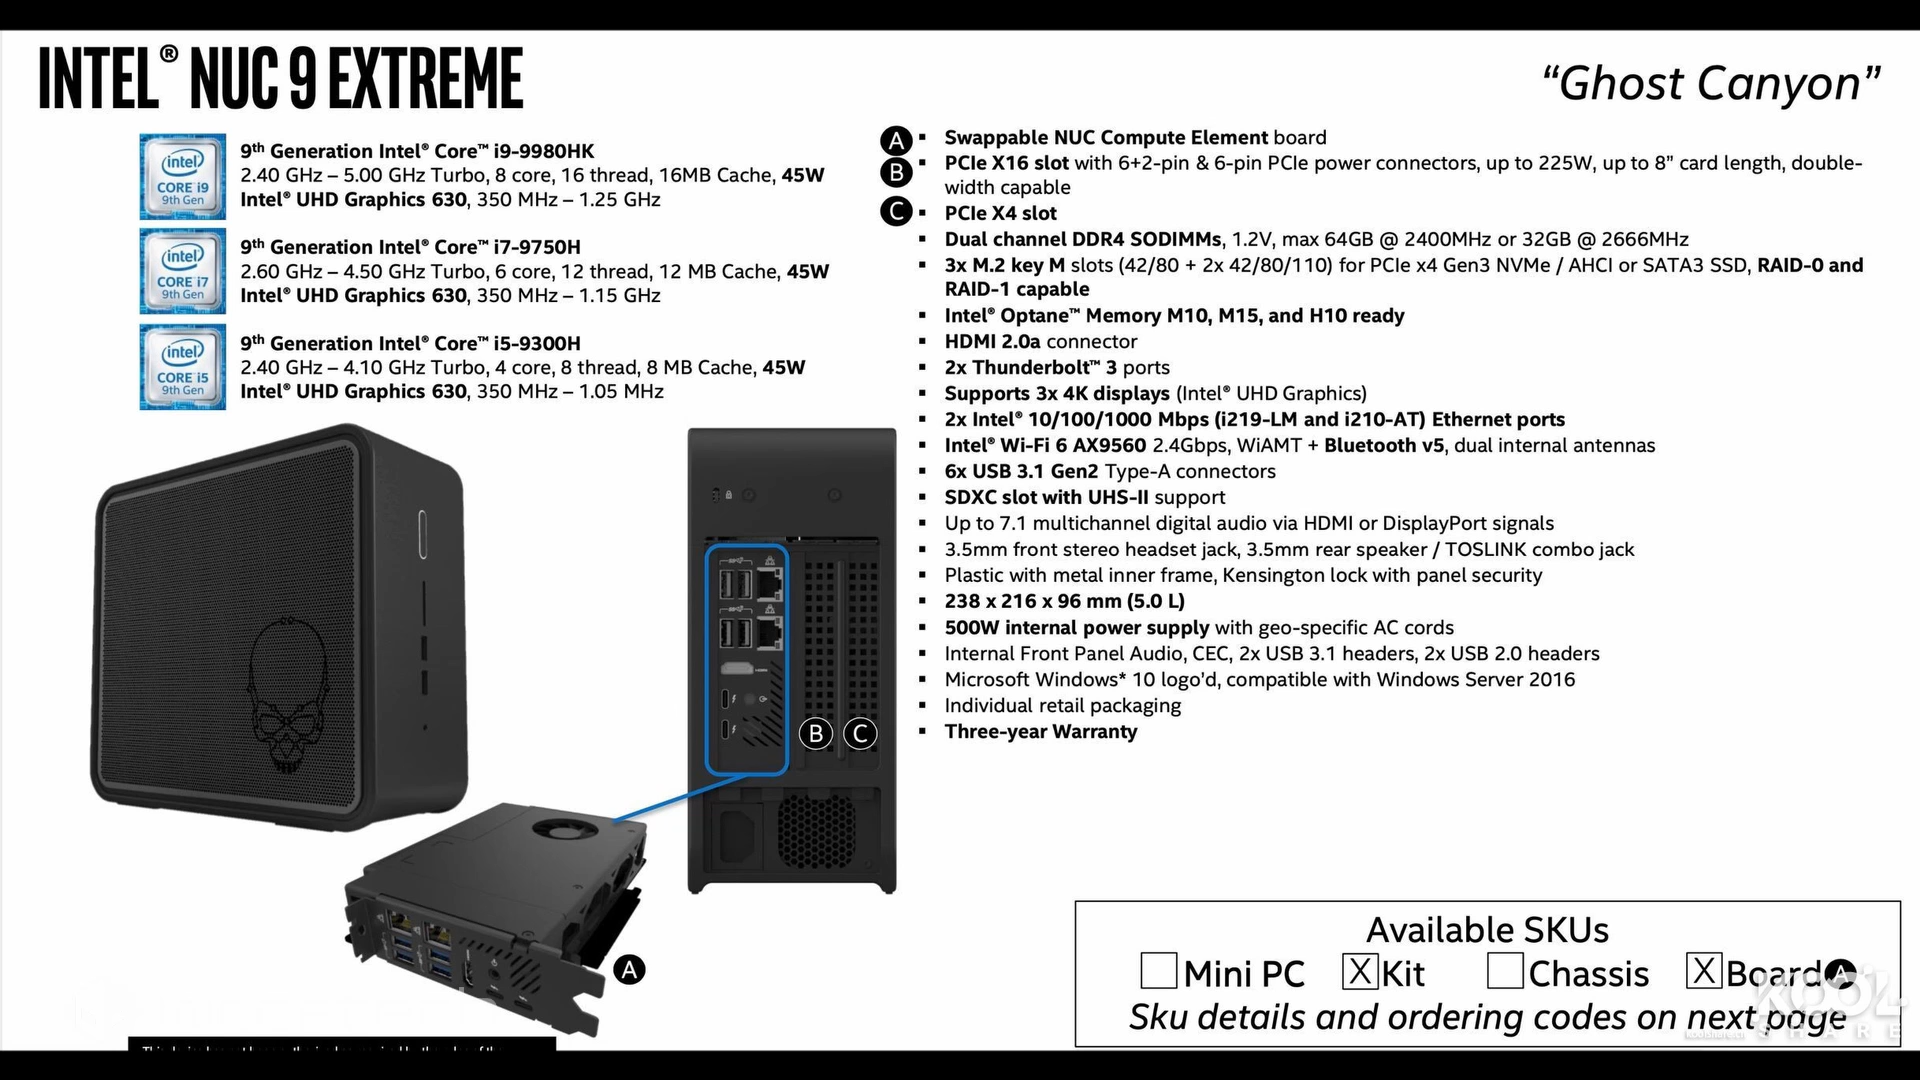 INTEL® NUC 9 EXTREME
“Ghost Canyon”
intel
CORE i9
9th Gen
9th Generation Intel® Core™ i9-9980HK
2.40 GHz – 5.00 GHz Turbo, 8 core, 16 thread, 16MB Cache, 45W
Intel® UHD Graphics 630, 350 MHz – 1.25 GHz
intel
CORE i7
9th Gen
9th Generation Intel® Core™ i7-9750H
2.60 GHz – 4.50 GHz Turbo, 6 core, 12 thread, 12 MB Cache, 45W
Intel® UHD Graphics 630, 350 MHz – 1.15 GHz
intel
CORE i5
9th Gen
9th Generation Intel® Core™ i5-9300H
2.40 GHz – 4.10 GHz Turbo, 4 core, 8 thread, 8 MB Cache, 45W
Intel® UHD Graphics 630, 350 MHz – 1.05 MHz
A ▪ Swappable NUC Compute Element board
B ▪ PCIe X16 slot with 6+2-pin & 6-pin PCIe power connectors, up to 225W, up to 8” card length, double-
width capable
C ▪ PCIe X4 slot
▪ Dual channel DDR4 SODIMMs, 1.2V, max 64GB @ 2400MHz or 32GB @ 2666MHz
▪ 3x M.2 key M slots (42/80 + 2x 42/80/110) for PCIe x4 Gen3 NVMe / AHCI or SATA3 SSD, RAID-0 and
RAID-1 capable
▪ Intel® Optane™ Memory M10, M15, and H10 ready
▪ HDMI 2.0a connector
▪ 2x Thunderbolt™ 3 ports
▪ Supports 3x 4K displays (Intel® UHD Graphics)
▪ 2x Intel® 10/100/1000 Mbps (i219-LM and i210-AT) Ethernet ports
▪ Intel® Wi-Fi 6 AX9560 2.4Gbps, WiAMT + Bluetooth v5, dual internal antennas
▪ 6x USB 3.1 Gen2 Type-A connectors
▪ SDXC slot with UHS-II support
▪ Up to 7.1 multichannel digital audio via HDMI or DisplayPort signals
▪ 3.5mm front stereo headset jack, 3.5mm rear speaker / TOSLINK combo jack
▪ Plastic with metal inner frame, Kensington lock with panel security
▪ 238 x 216 x 96 mm (5.0 L)
▪ 500W internal power supply with geo-specific AC cords
▪ Internal Front Panel Audio, CEC, 2x USB 3.1 headers, 2x USB 2.0 headers
▪ Microsoft Windows* 10 logo’d, compatible with Windows Server 2016
▪ Individual retail packaging
▪ Three-year Warranty
B C
A
Available SKUs
Mini PC X Kit Chassis X Board A
Sku details and ordering codes on next page
KOOL
SHARE